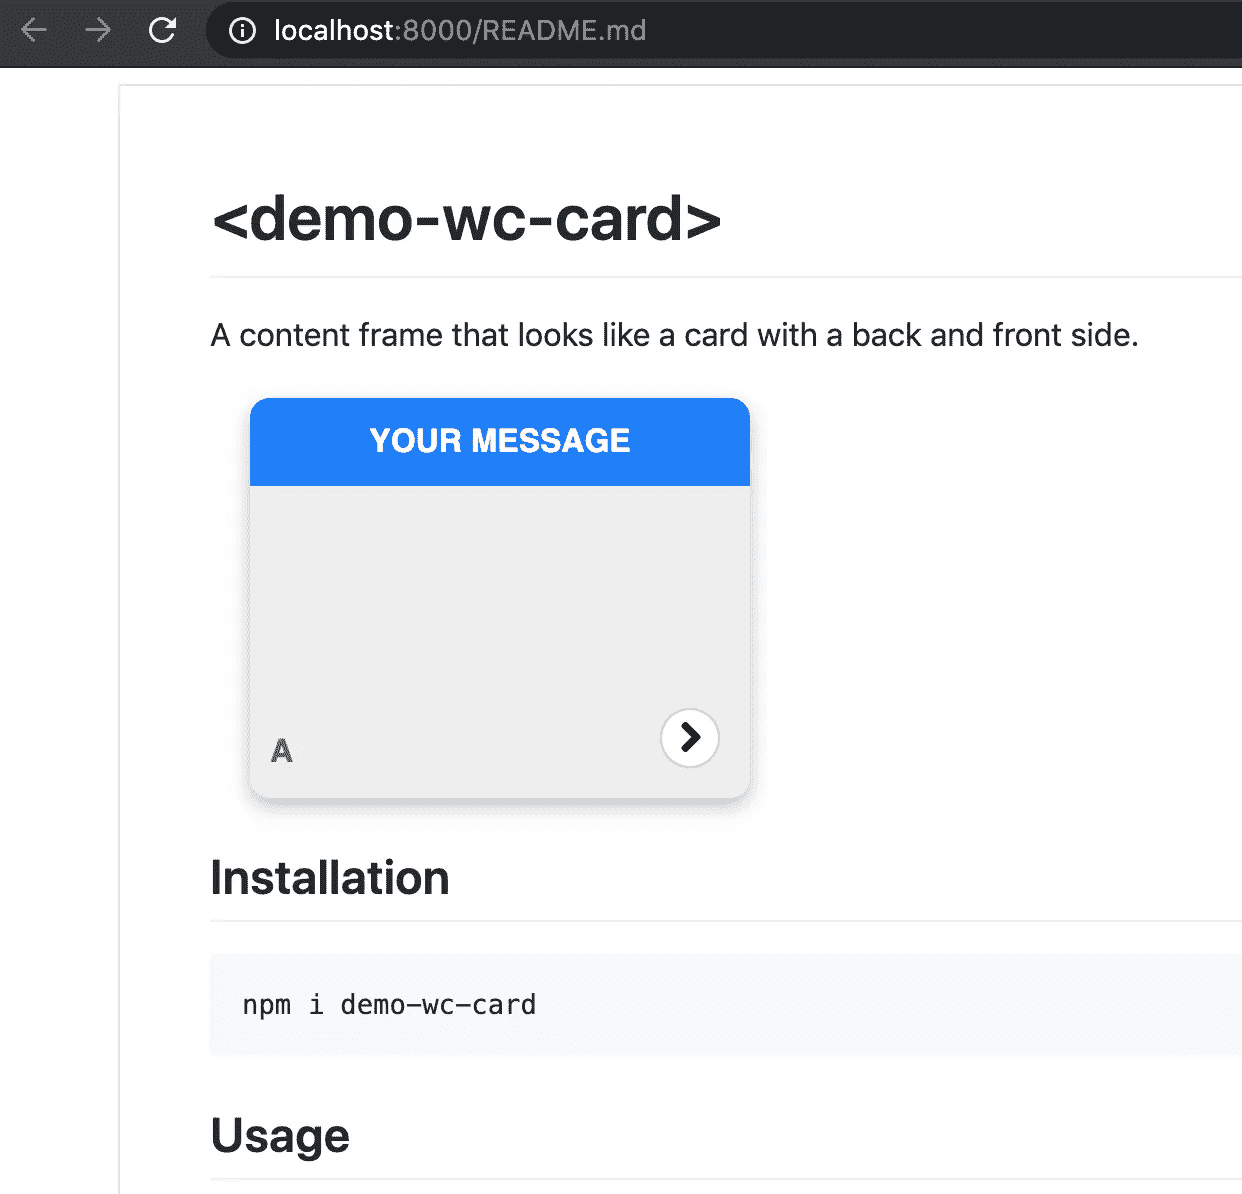 localhost:8000/README.md
<demo-wc-card>
A content frame that looks like a card with a back and front side.
YOUR MESSAGE
A
Installation
npm i demo-wc-card
Usage